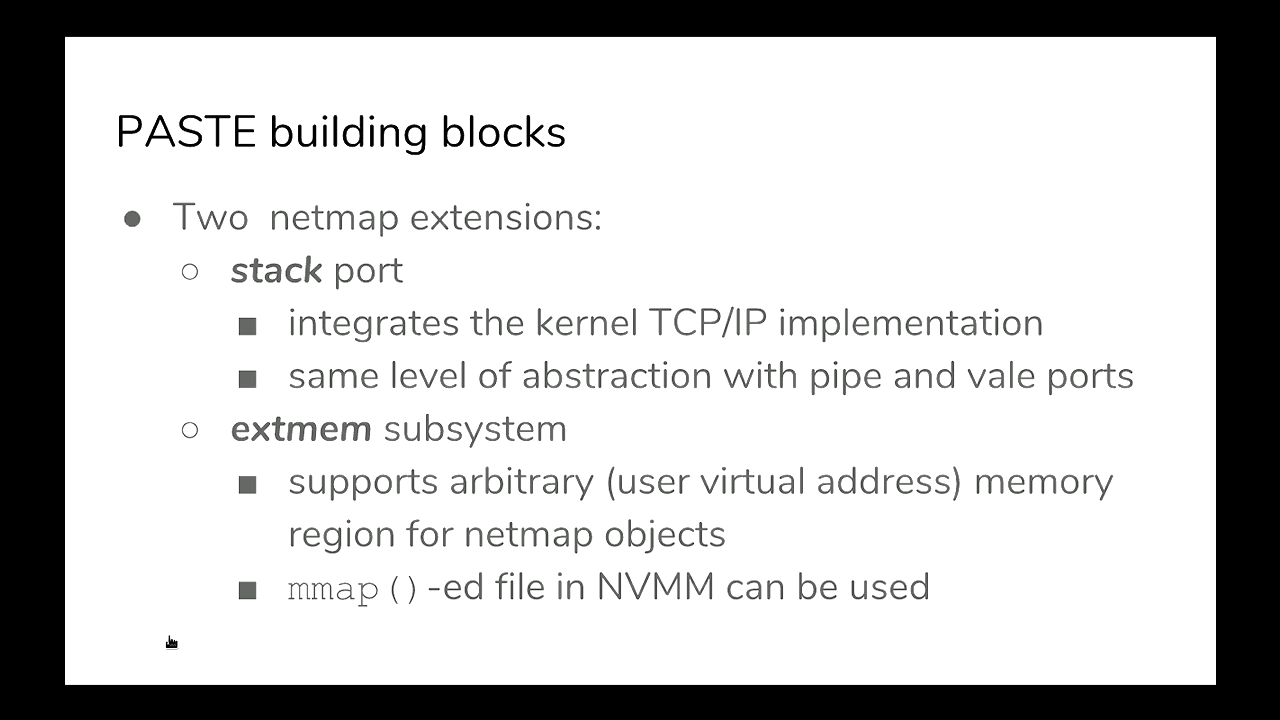 PASTE building blocks
● Two  netmap extensions:
○ stack port
■ integrates the kernel TCP/IP implementation
■ same level of abstraction with pipe and vale ports
○ extmem subsystem
■ supports arbitrary (user virtual address) memory
region for netmap objects
■ mmap()-ed file in NVMM can be used